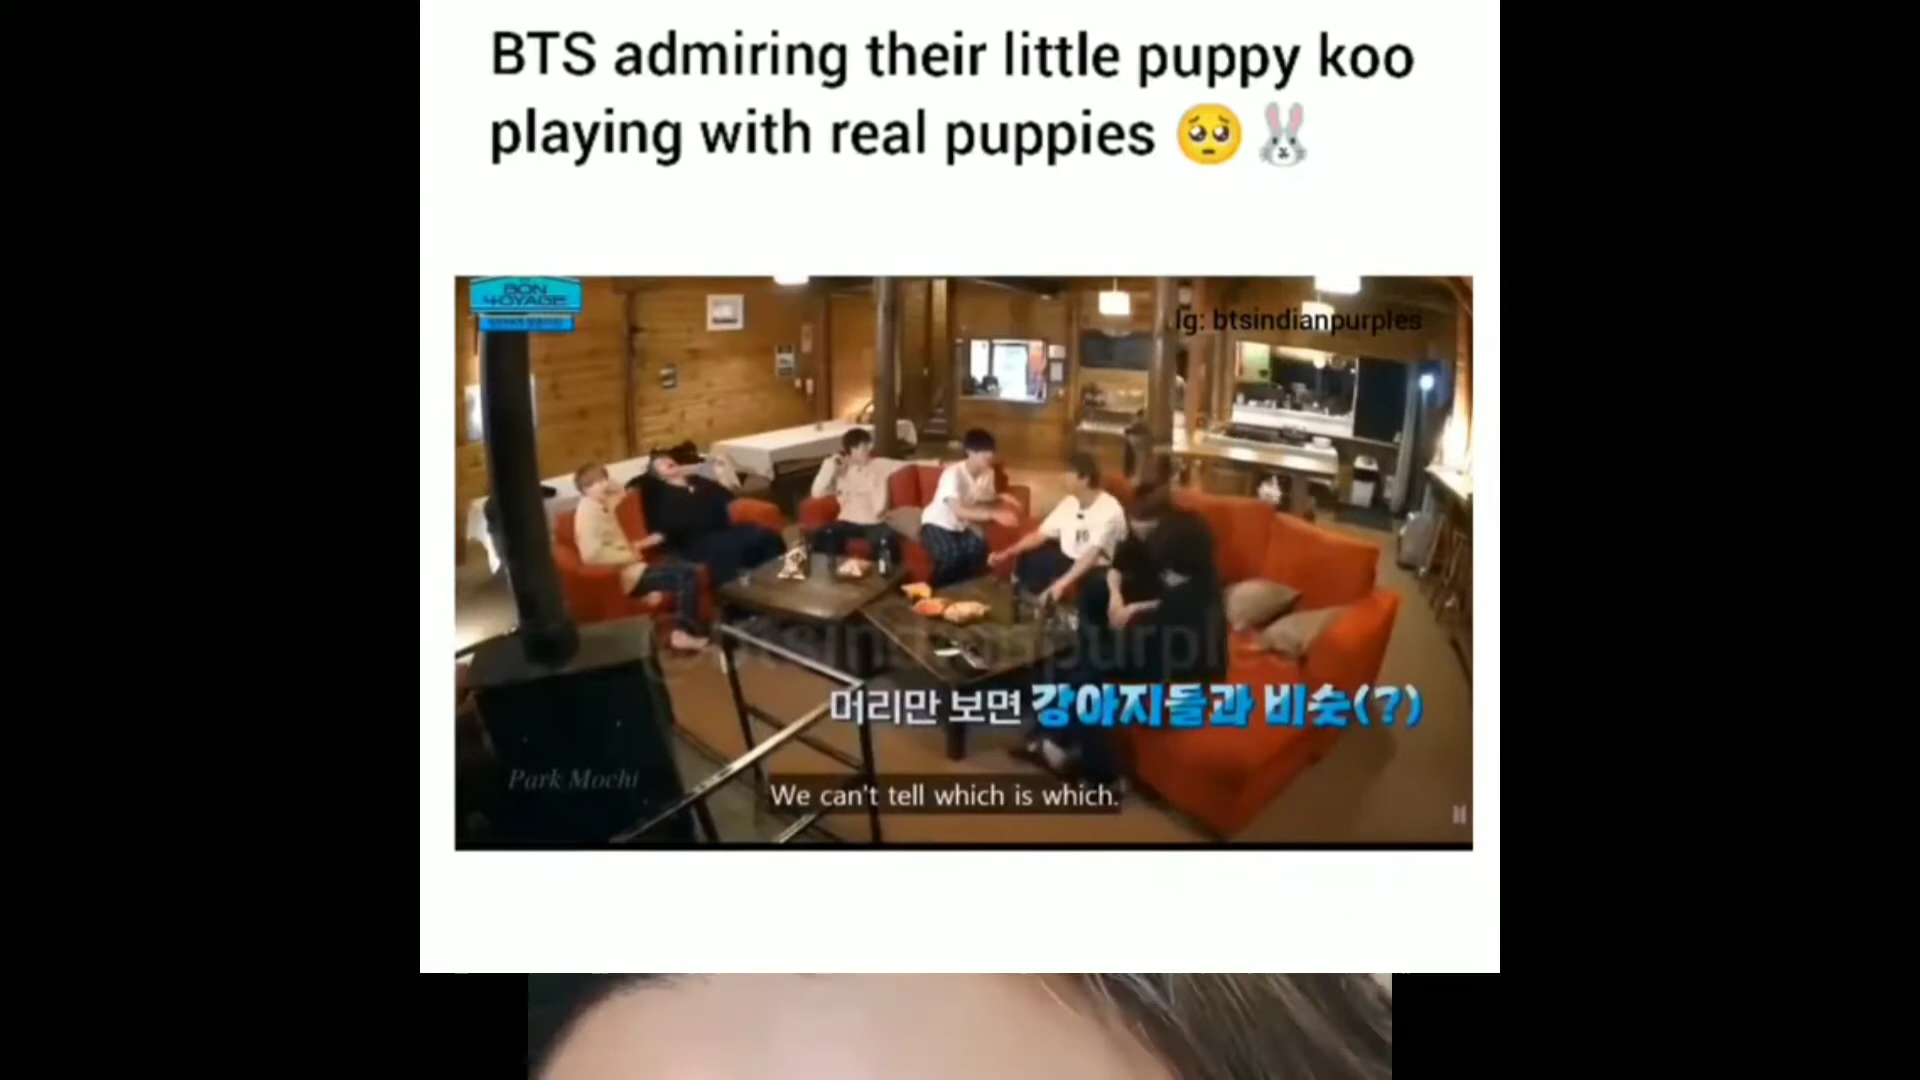 BTS admiring their little puppy koo
playing with real puppies 🥺🐰
BON
VOYAGE
Ig: btsindianpurples
@btsindianpurples
머리만 보면 강아지들과 비슷(?)
Park Mochi
We can't tell which is which.